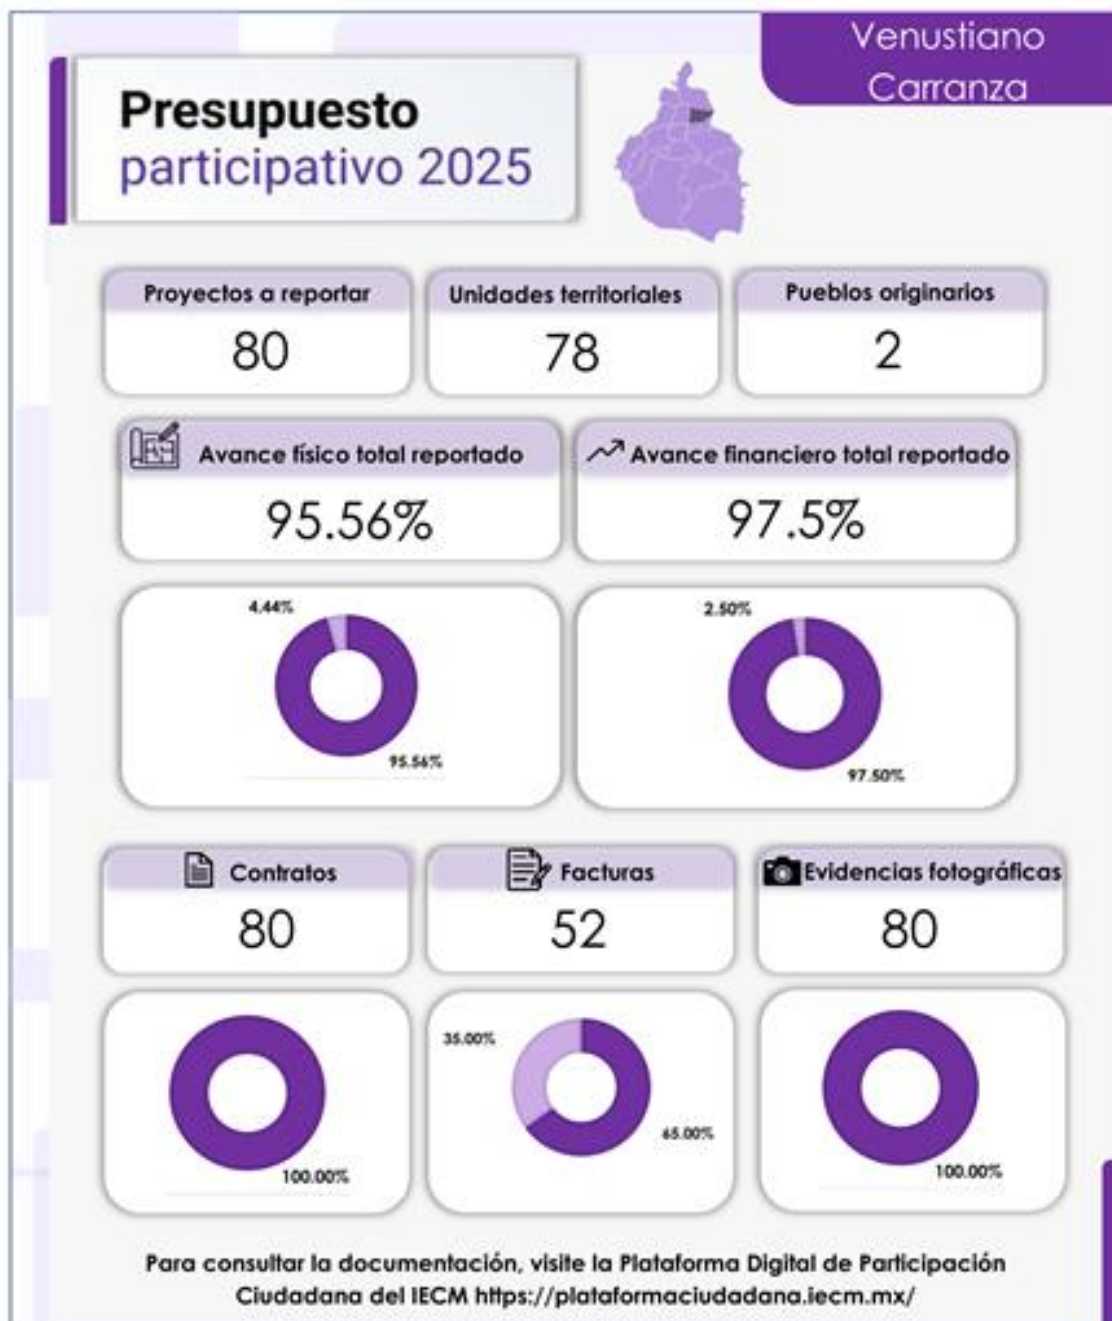 Venustiano
Carranza
Presupuesto
participativo 2025
Proyectos a reportar
80
Unidades territoriales
78
Pueblos originarios
2
Avance físico total reportado
95.56%
Avance financiero total reportado
97.5%
4.44%
95.56%
2.50%
97.50%
Contratos
80
Facturas
52
Evidencias fotográficas
80
100.00%
35.00%
65.00%
100.00%
Para consultar la documentación, visite la Plataforma Digital de Participación
Ciudadana del IECM https://plataformaciudadana.iecm.mx/